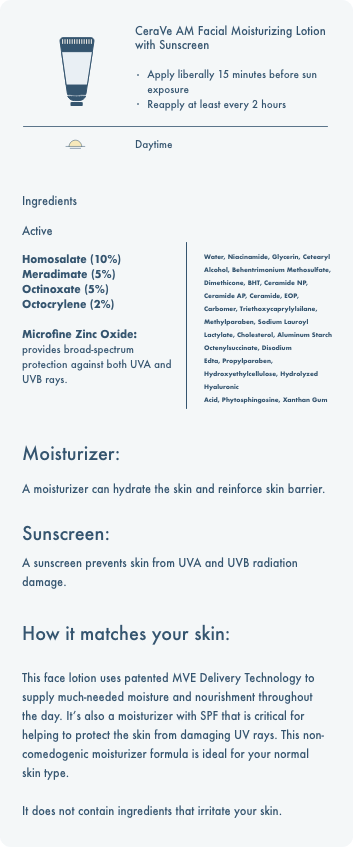 CeraVe AM Facial Moisturizing Lotion
with Sunscreen
· Apply liberally 15 minutes before sun
exposure
· Reapply at least every 2 hours
Daytime
Ingredients
Active
Homosalate (10%)
Meradimate (5%)
Octinoxate (5%)
Octocrylene (2%)
Microfine Zinc Oxide:
provides broad-spectrum
protection against both UVA and
UVB rays.
Water, Niacinamide, Glycerin, Cetearyl
Alcohol, Behentrimonium Methosulfate,
Dimethicone, BHT, Ceramide NP,
Ceramide AP, Ceramide, EOP,
Carbomer, Triethoxycaprylylsilane,
Methylparaben, Sodium Lauroyl
Lactylate, Cholesterol, Aluminum Starch
Octenylsuccinate, Disodium
Edta, Propylparaben,
Hydroxyethylcellulose, Hydrolyzed
Hyaluronic
Acid, Phytosphingosine, Xanthan Gum
Moisturizer:
A moisturizer can hydrate the skin and reinforce skin barrier.
Sunscreen:
A sunscreen prevents skin from UVA and UVB radiation
damage.
How it matches your skin:
This face lotion uses patented MVE Delivery Technology to
supply much-needed moisture and nourishment throughout
the day. It's also a moisturizer with SPF that is critical for
helping to protect the skin from damaging UV rays. This non-
comedogenic moisturizer formula is ideal for your normal
skin type.
It does not contain ingredients that irritate your skin.